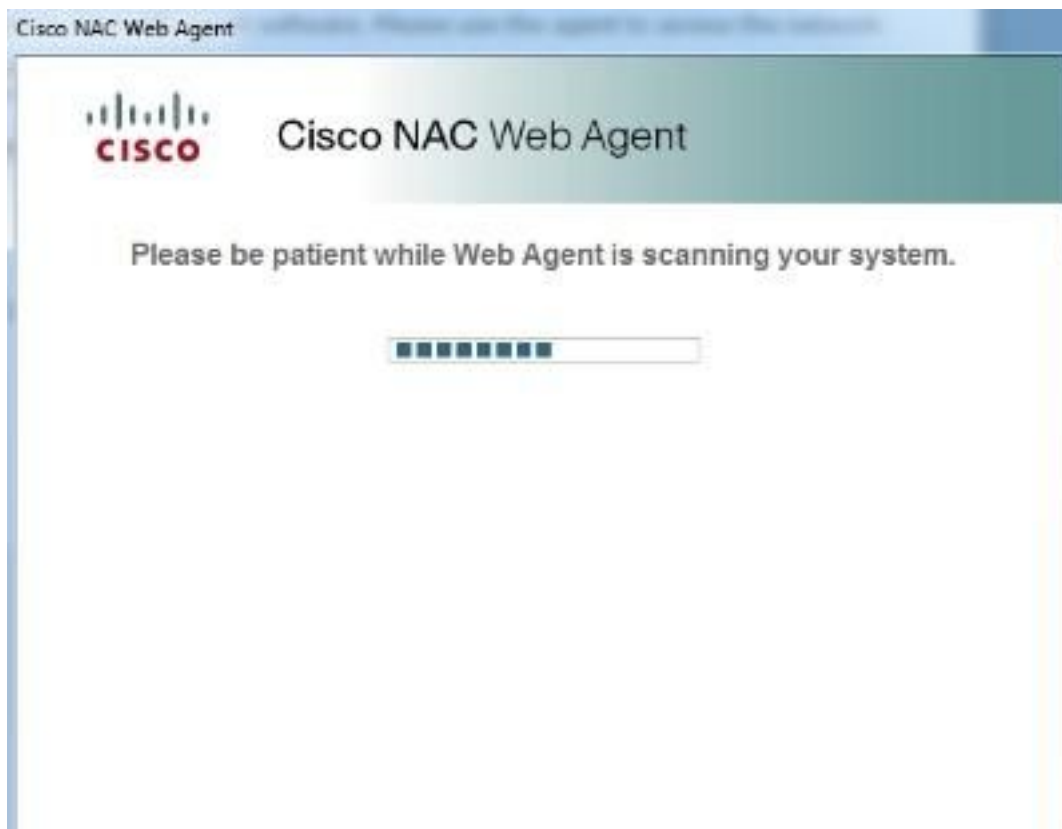 Cisco NAC Web Agent
CISCO
Cisco NAC Web Agent
Please be patient while Web Agent is scanning your system.